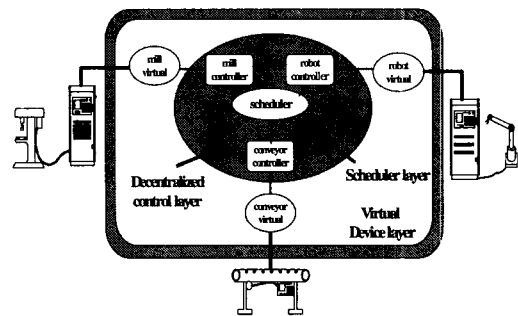 mill
virtual
mill
controller
robot
controller
robot
virtual
scheduler
conveyor
controller
Decentralized
control layer
Scheduler layer
conveyor
virtual
Virtual
Device layer